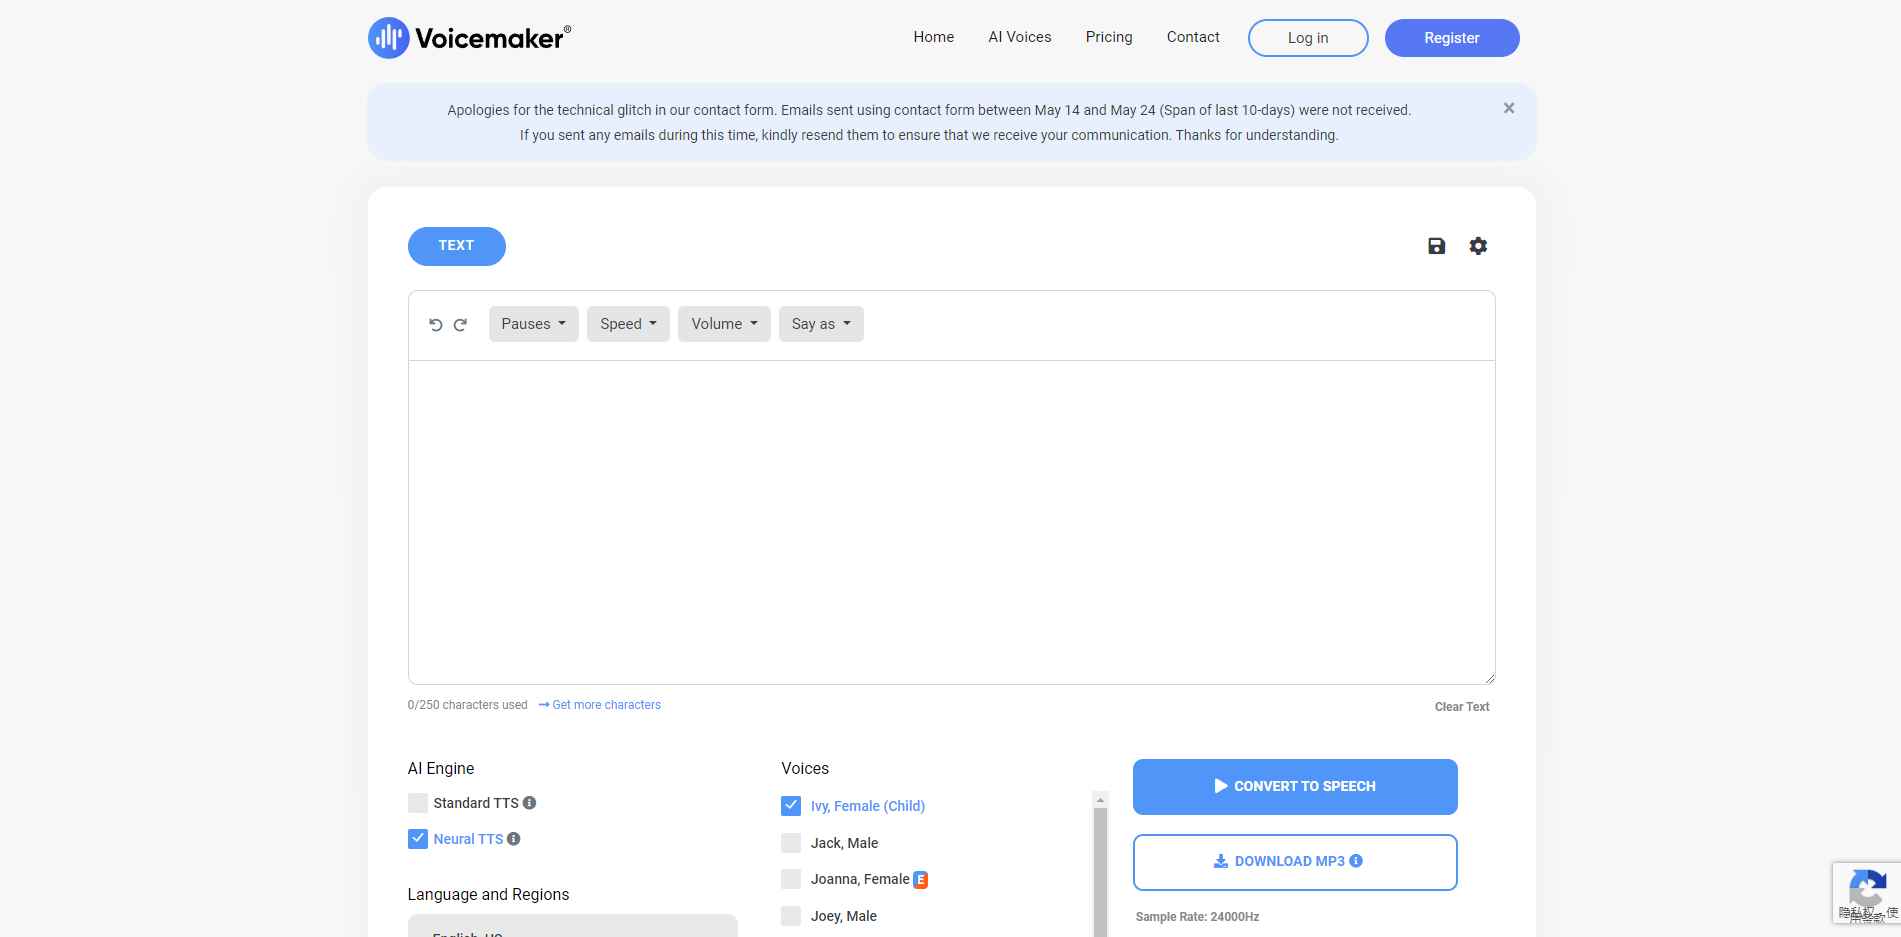 Voicemaker®
Home AI Voices Pricing Contact Log in Register
Apologies for the technical glitch in our contact form. Emails sent using contact form between May 14 and May 24 (Span of last 10-days) were not received.
If you sent any emails during this time, kindly resend them to ensure that we receive your communication. Thanks for understanding.
×
TEXT
Pauses Speed Volume Say as
0/250 characters used → Get more characters
Clear Text
AI Engine
Standard TTS
Neural TTS
Language and Regions
English, US
Voices
Ivy, Female (Child)
Jack, Male
Joanna, Female E
Joey, Male
CONVERT TO SPEECH
DOWNLOAD MP3
Sample Rate: 24000Hz
隐私权 - 使
用条款